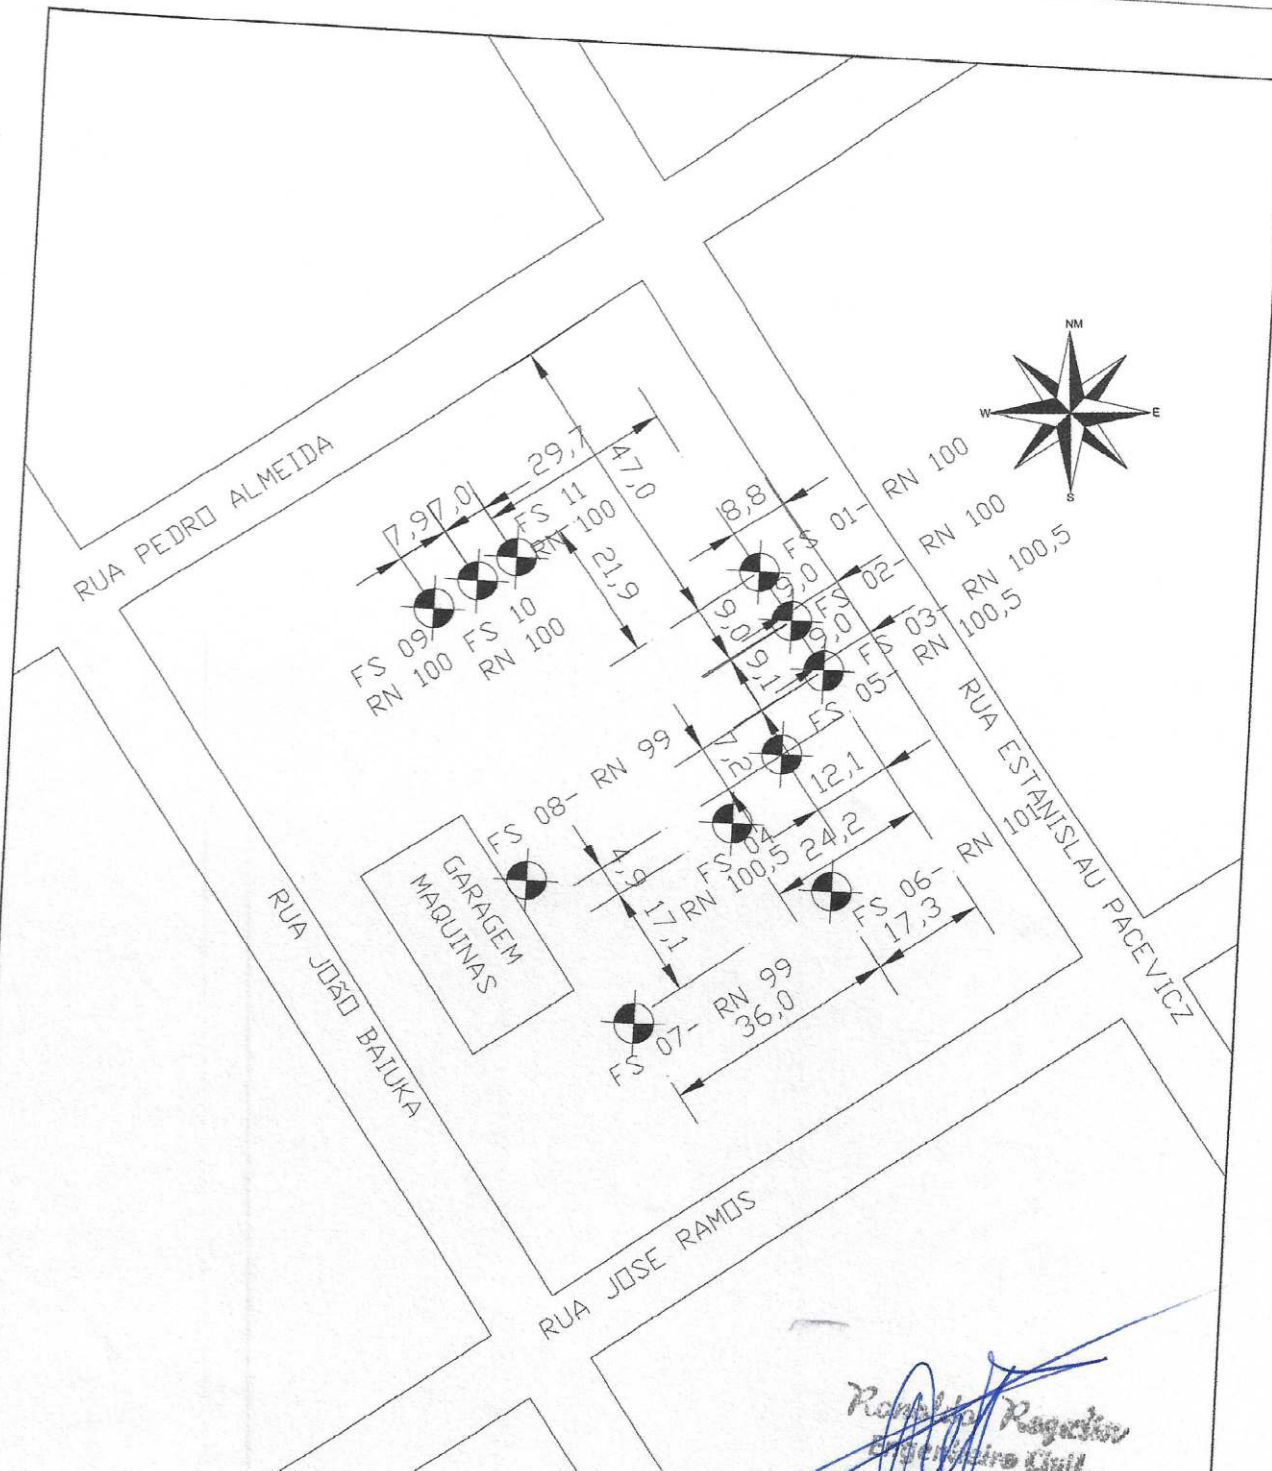 NM
W
E
S
RUA PEDRO ALMEIDA
29,7
47,0
7,9
7,0
FS 11
RN 100
21,9
FS 09
RN 100
FS 10
RN 100
8,8
FS 01- RN 100
9,0
FS 02- RN 100
9,0
FS 03- RN 100,5
9,0
9,1
FS 05- RN 100,5
7,2
12,1
24,2
FS 04
RN 100,5
FS 08- RN 99
4,9
17,1
GARAGEM
MAQUINAS
FS 06- RN 101
17,3
FS 07- RN 99
36,0
RUA ESTANISLAU PACEVICZ
RUA JOÃO BAIUKA
RUA JOSE RAMOS
Engenheiro Civil